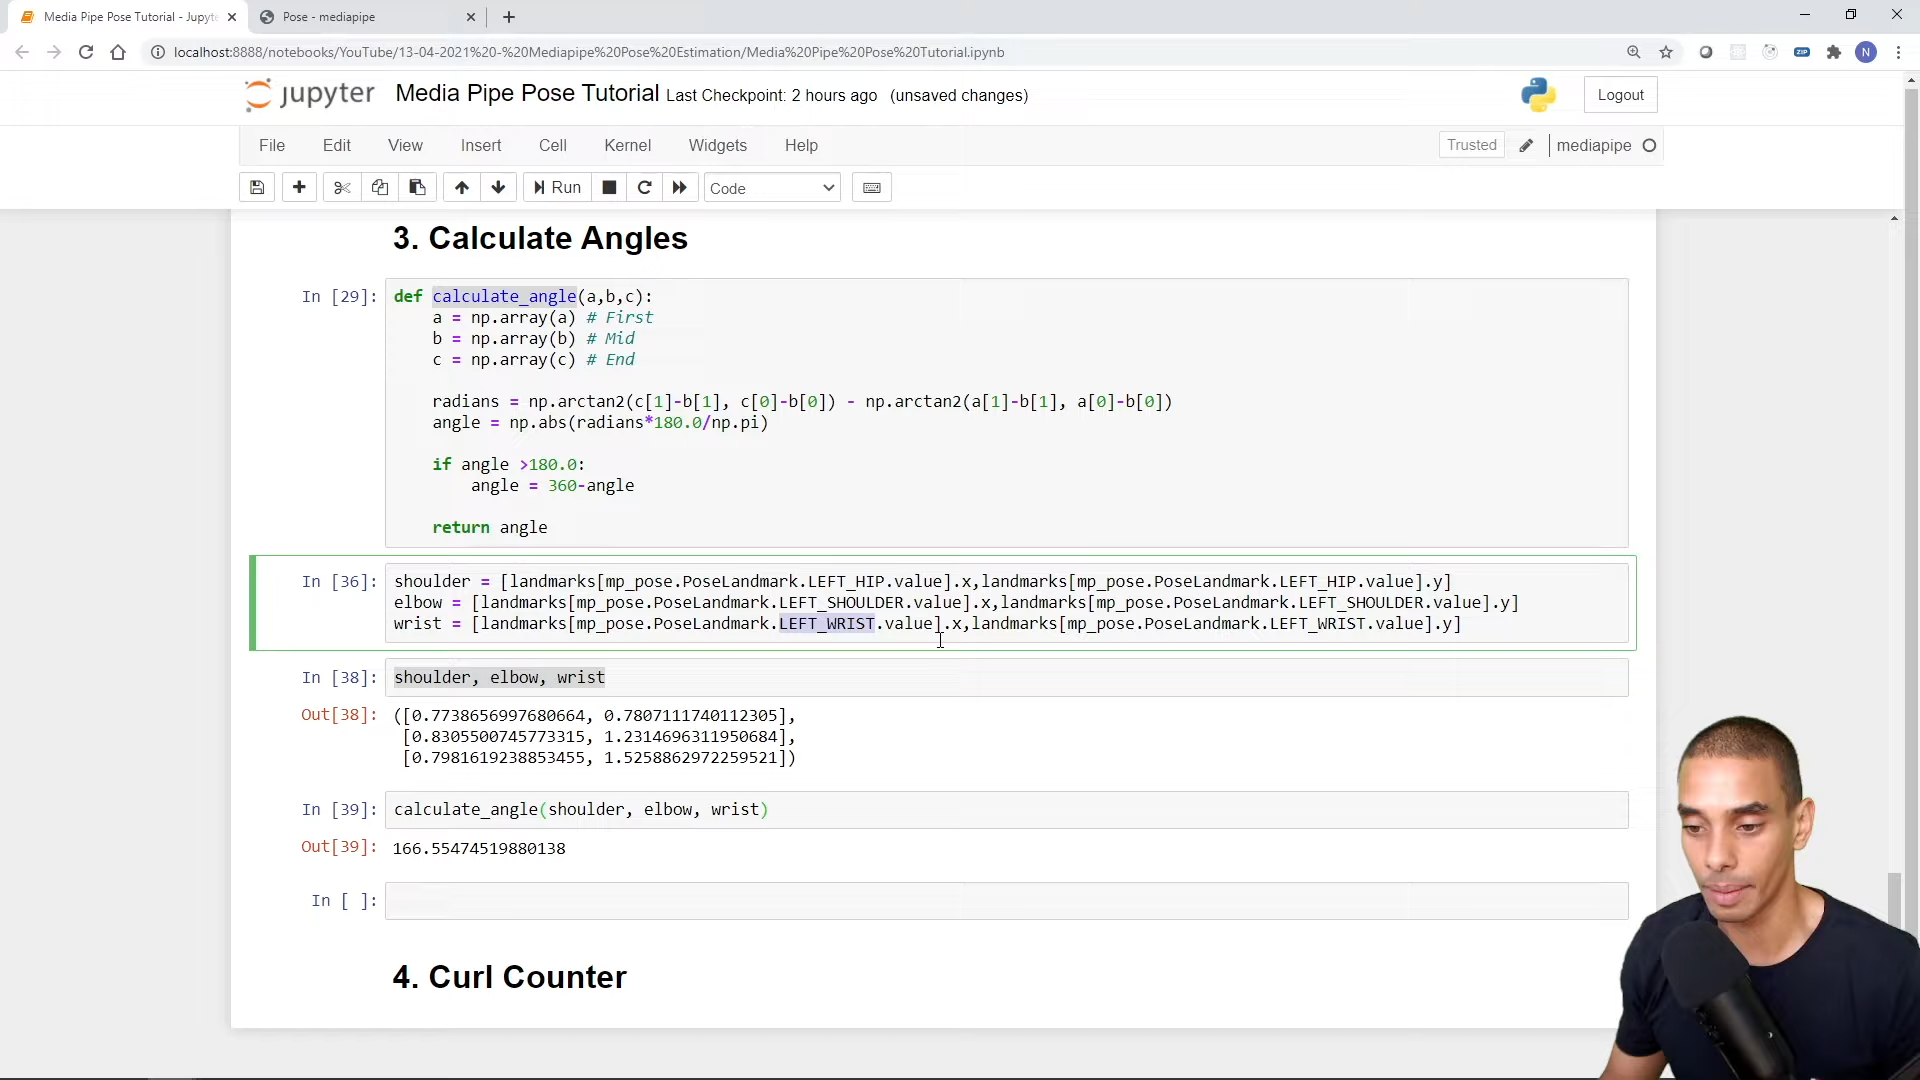 Media Pipe Pose Tutorial - Jupyte
Pose - mediapipe
localhost:8888/notebooks/YouTube/13-04-2021%20-%20Mediapipe%20Pose%20Estimation/Media%20Pipe%20Pose%20Tutorial.ipynb
ZIP
N
jupyter Media Pipe Pose Tutorial Last Checkpoint: 2 hours ago (unsaved changes)
Logout
File Edit View Insert Cell Kernel Widgets Help
Trusted
mediapipe
Run
Code
3. Calculate Angles
In [29]: def calculate_angle(a,b,c):
a = np.array(a) # First
b = np.array(b) # Mid
c = np.array(c) # End
radians = np.arctan2(c[1]-b[1], c[0]-b[0]) - np.arctan2(a[1]-b[1], a[0]-b[0])
angle = np.abs(radians*180.0/np.pi)
if angle >180.0:
angle = 360-angle
return angle
In [36]: shoulder = [landmarks[mp_pose.PoseLandmark.LEFT_HIP.value].x,landmarks[mp_pose.PoseLandmark.LEFT_HIP.value].y]
elbow = [landmarks[mp_pose.PoseLandmark.LEFT_SHOULDER.value].x,landmarks[mp_pose.PoseLandmark.LEFT_SHOULDER.value].y]
wrist = [landmarks[mp_pose.PoseLandmark.LEFT_WRIST.value].x,landmarks[mp_pose.PoseLandmark.LEFT_WRIST.value].y]
In [38]: shoulder, elbow, wrist
Out[38]: ([0.7738656997680664, 0.7807111740112305],
[0.8305500745773315, 1.2314696311950684],
[0.7981619238853455, 1.5258862972259521])
In [39]: calculate_angle(shoulder, elbow, wrist)
Out[39]: 166.55474519880138
In [ ]:
4. Curl Counter